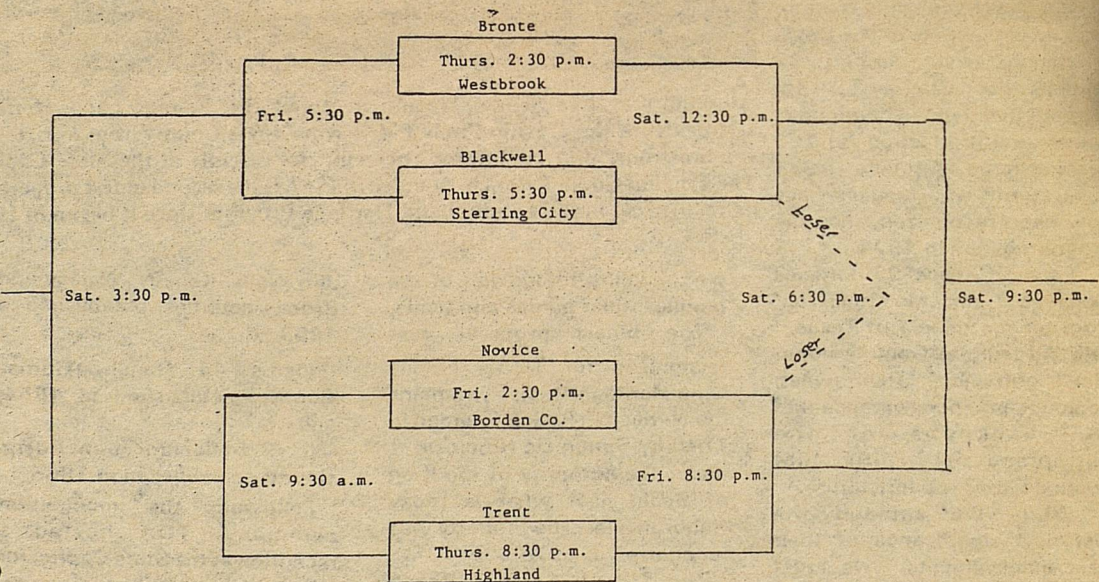 Bronte
Thurs. 2:30 p.m.
Westbrook
Fri. 5:30 p.m.
Sat. 12:30 p.m.
Blackwell
Thurs. 5:30 p.m.
Sterling City
Loser
Sat. 3:30 p.m.
Sat. 6:30 p.m.
Sat. 9:30 p.m.
Loser
Novice
Fri. 2:30 p.m.
Borden Co.
Sat. 9:30 a.m.
Fri. 8:30 p.m.
Trent
Thurs. 8:30 p.m.
Highland